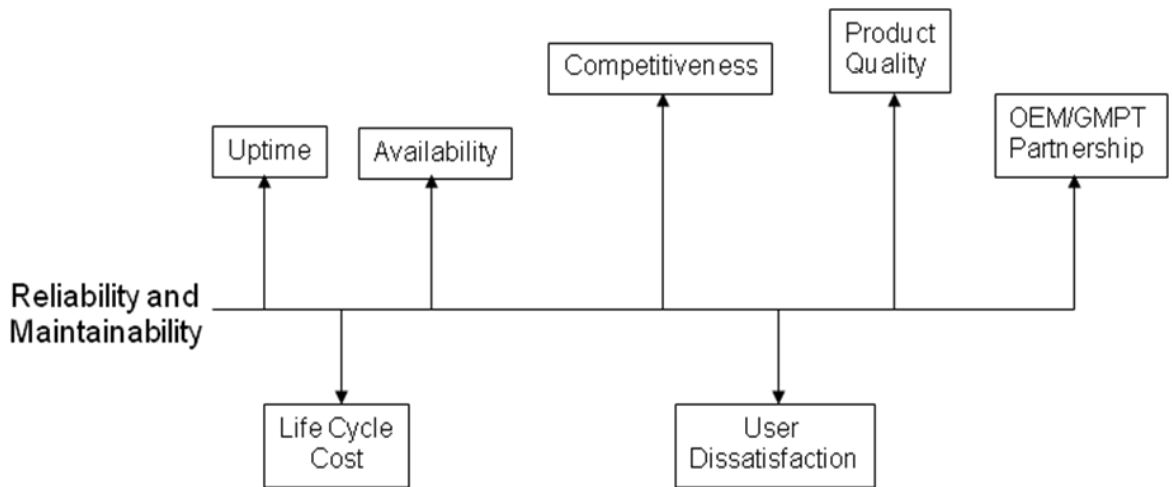 Product
Quality
Competitiveness
OEM/GMPT
Partnership
Uptime
Availability
Reliability and
Maintainability
Life Cycle
Cost
User
Dissatisfaction